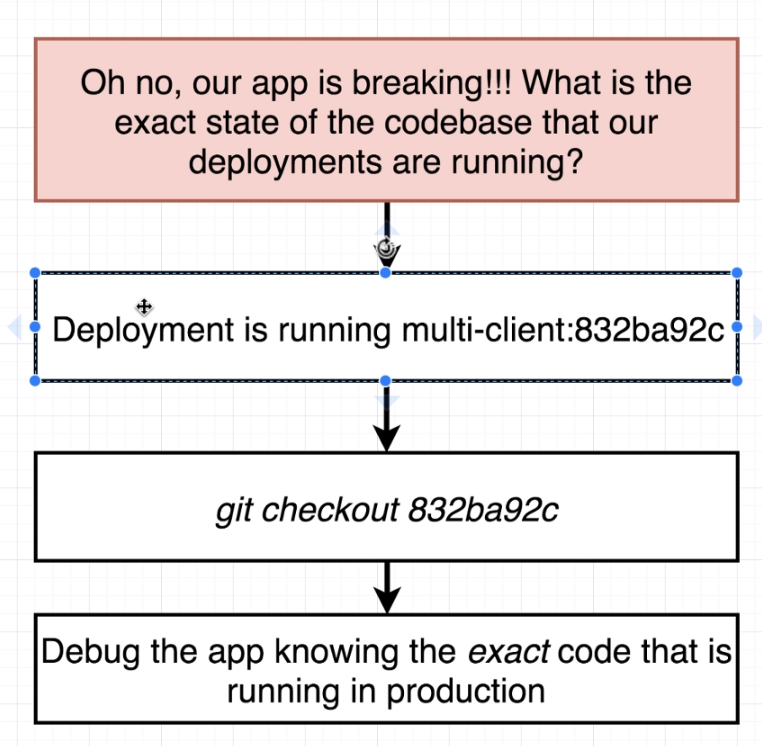 Oh no, our app is breaking!!! What is the
exact state of the codebase that our
deployments are running?
Deployment is running multi-client:832ba92c
git checkout 832ba92c
Debug the app knowing the exact code that is
running in production